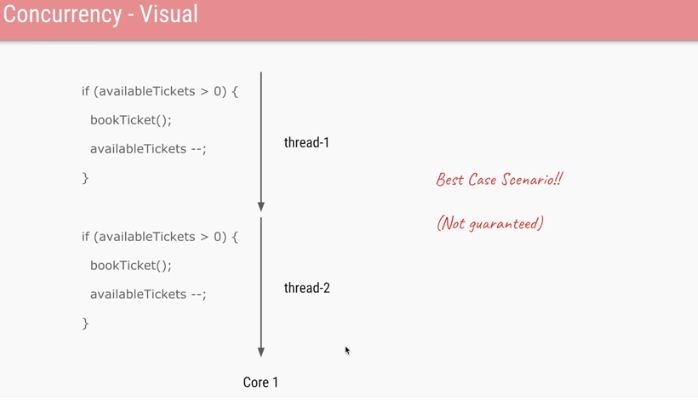 Concurrency - Visual
if (availableTickets > 0) {
bookTicket();
availableTickets --;
}
thread-1
Best Case Scenario!!
(Not guaranteed)
if (availableTickets > 0) {
bookTicket();
availableTickets --;
}
thread-2
Core 1